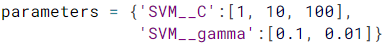 parameters = {'SVM__C':[1, 10, 100],
'SVM__gamma':[0.1, 0.01]}